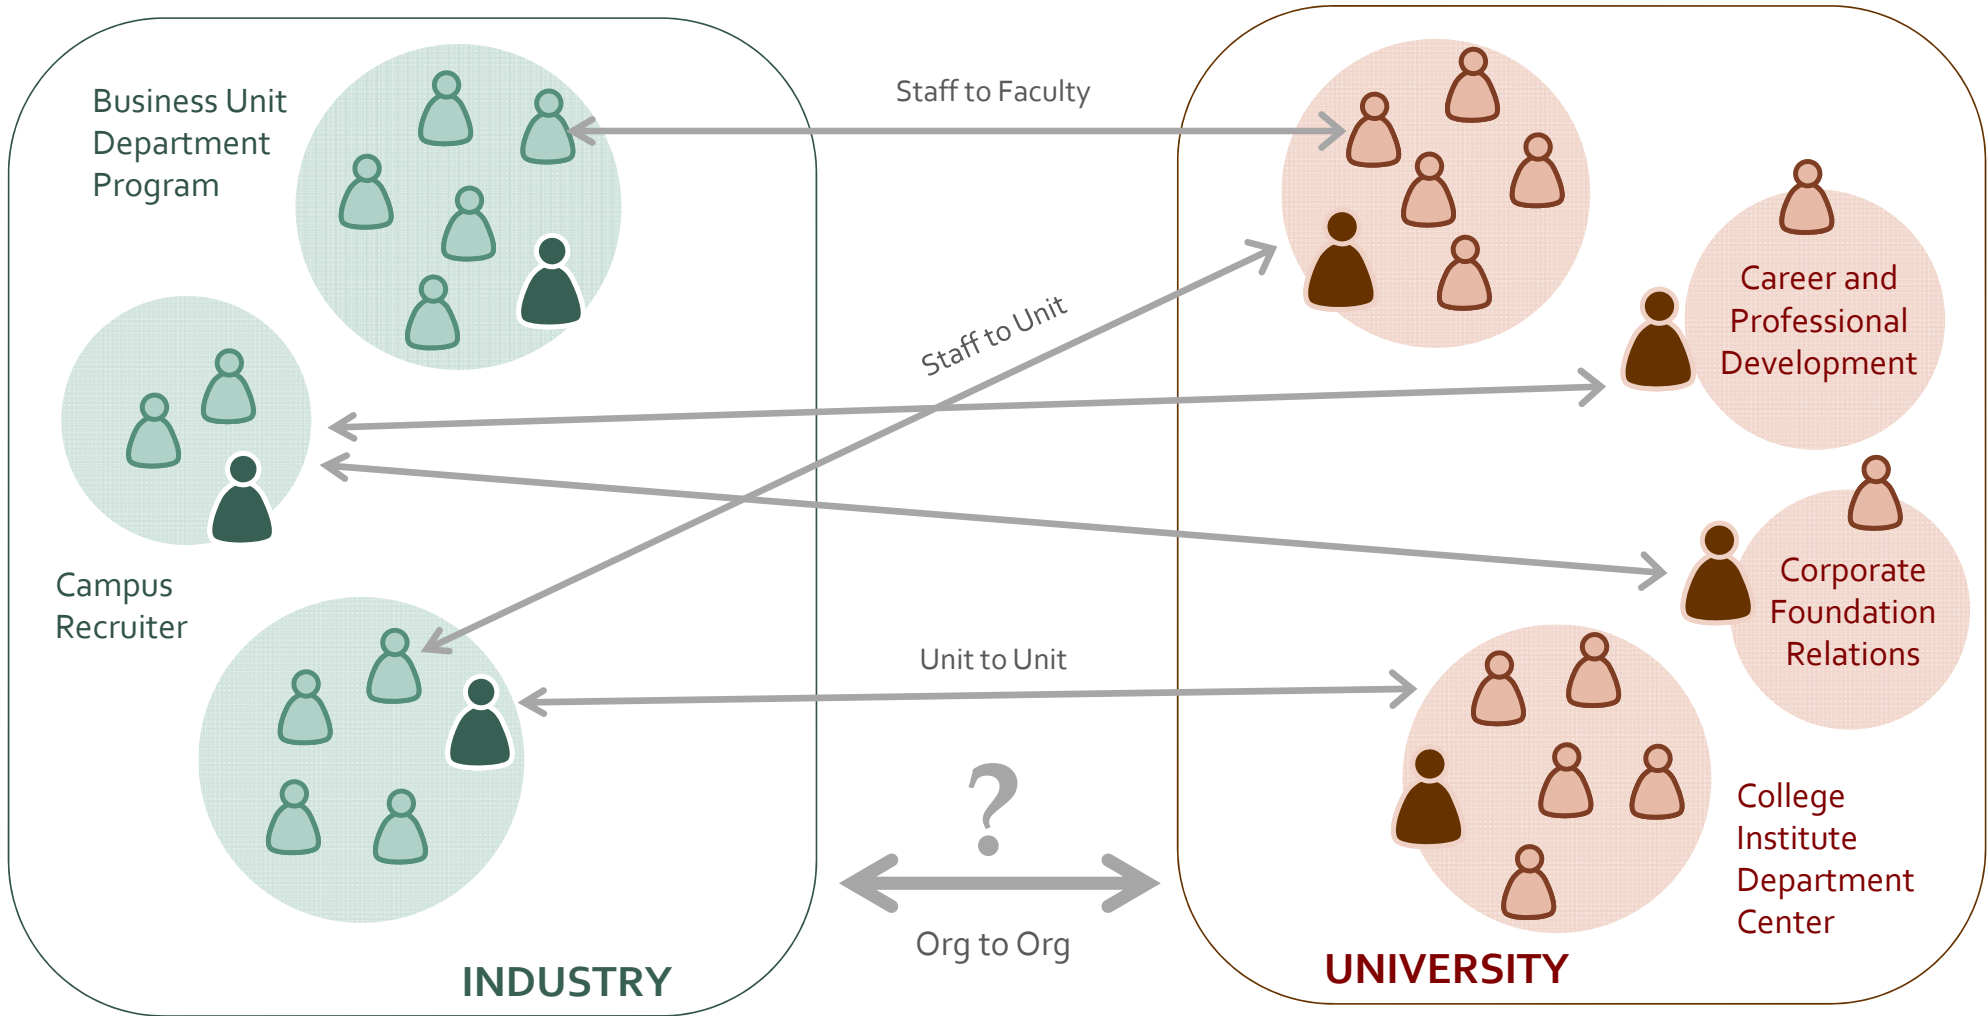 Business Unit
Department
Program
Campus
Recruiter
INDUSTRY
Staff to Faculty
Staff to Unit
Unit to Unit
?
Org to Org
Career and
Professional
Development
Corporate
Foundation
Relations
College
Institute
Department
Center
UNIVERSITY